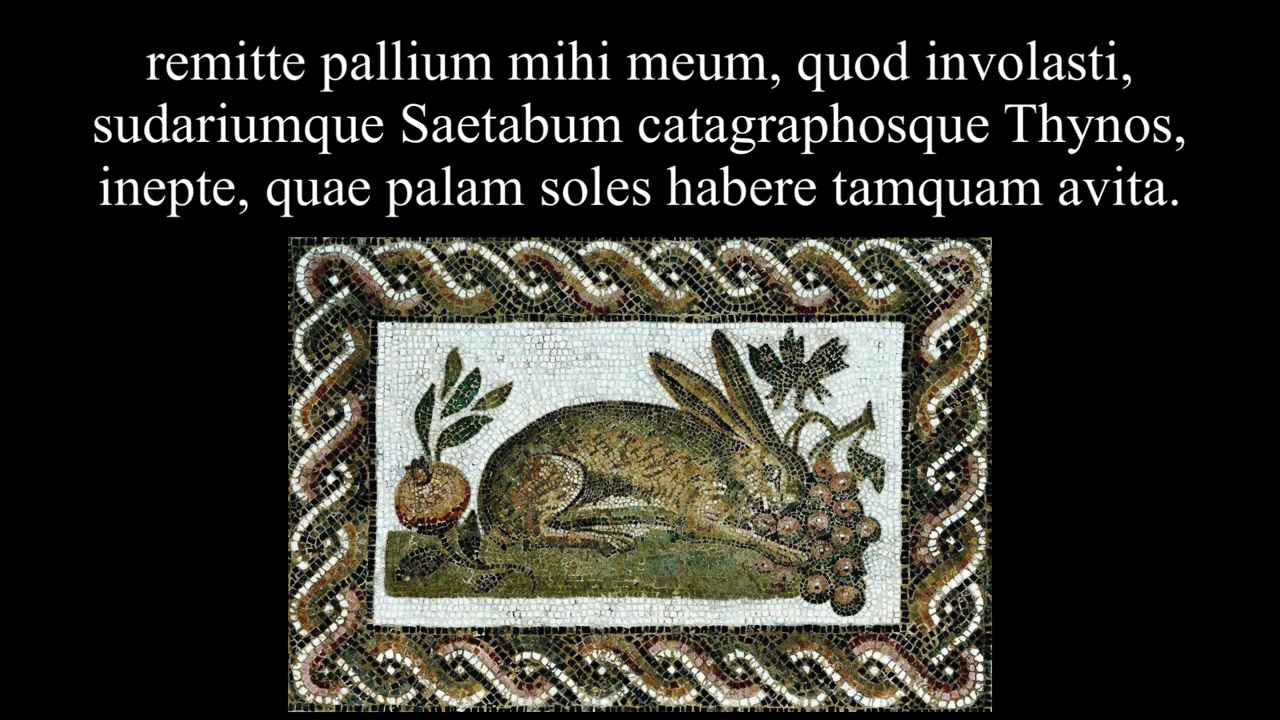 remitte pallium mihi meum, quod involasti,
sudariumque Saetabum catagraphosque Thynos,
inepte, quae palam soles habere tamquam avita.